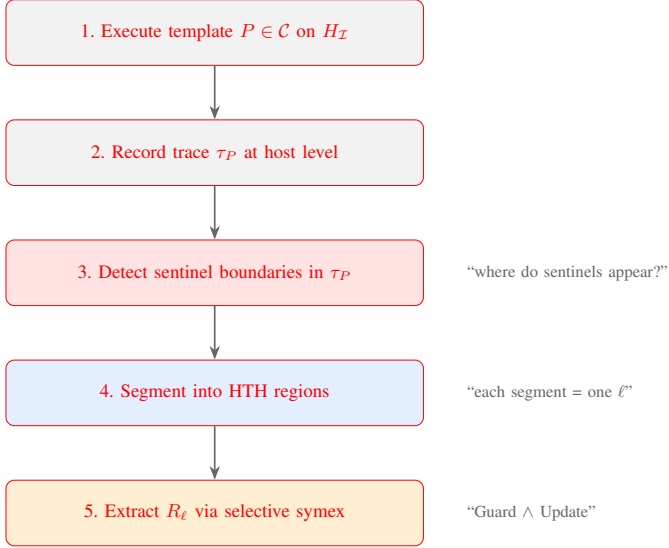 1. Execute template P ∈ 𝒞 on H_ℐ
2. Record trace τ_P at host level
3. Detect sentinel boundaries in τ_P
“where do sentinels appear?”
4. Segment into HTH regions
“each segment = one ℓ”
5. Extract R_ℓ via selective symex
“Guard ∧ Update”